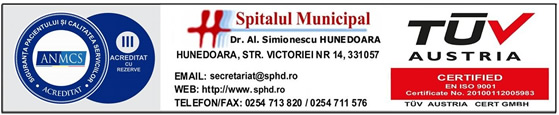 SIGURANȚA PACIENTULUI ȘI CALITATEA SERVICIILOR
ANMCS
ACREDITAT
III
ACREDITAT
CU
REZERVE
Spitalul Municipal
Dr. Al. Simionescu HUNEDOARA
HUNEDOARA, STR. VICTORIEI NR 14, 331057
EMAIL: secretariat@sphd.ro
WEB: http://www.sphd.ro
TELEFON/FAX: 0254 713 820 / 0254 711 576
TÜV
AUSTRIA
CERTIFIED
EN ISO 9001
Certificate No. 20100112005983
TÜV AUSTRIA CERT GMBH